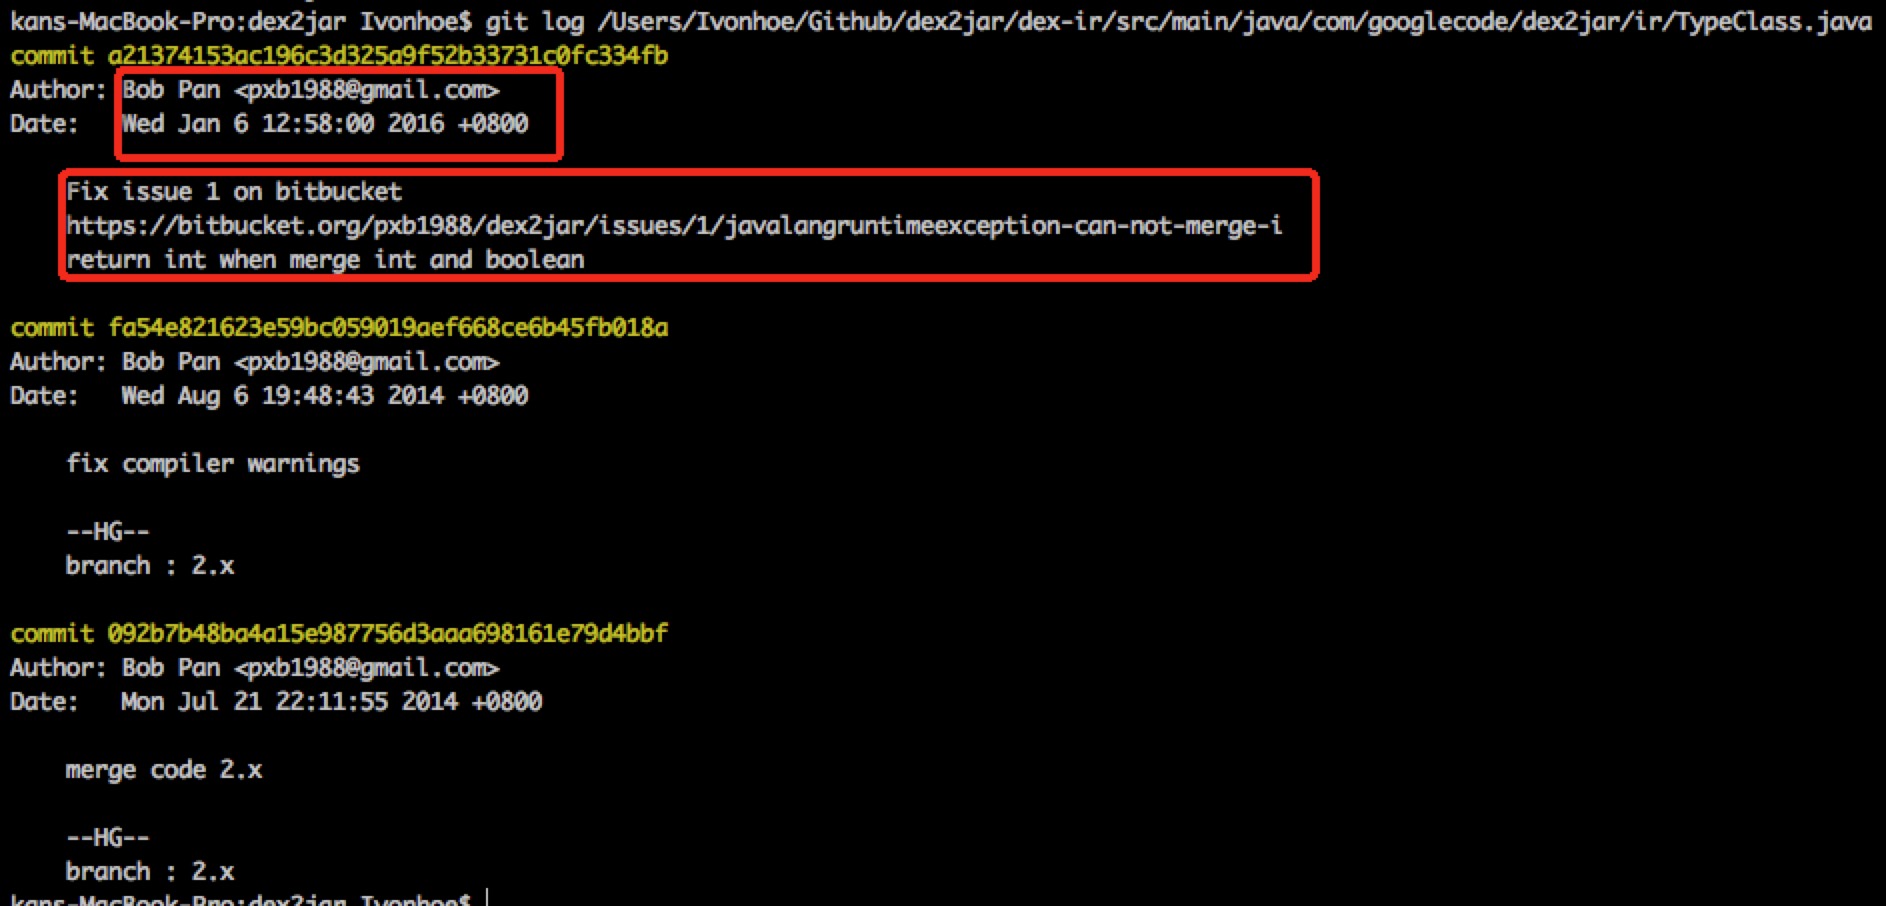 kans-MacBook-Pro:dex2jar Ivonhoe$ git log /Users/Ivonhoe/Github/dex2jar/dex-ir/src/main/java/com/googlecode/dex2jar/ir/TypeClass.java
commit a21374153ac196c3d325a9f52b33731c0fc334fb
Author: Bob Pan <pxb1988@gmail.com>
Date:   Wed Jan 6 12:58:00 2016 +0800
Fix issue 1 on bitbucket
https://bitbucket.org/pxb1988/dex2jar/issues/1/javalangruntimeexception-can-not-merge-i
return int when merge int and boolean
commit fa54e821623e59bc059019aef668ce6b45fb018a
Author: Bob Pan <pxb1988@gmail.com>
Date:   Wed Aug 6 19:48:43 2014 +0800
fix compiler warnings
--HG--
branch : 2.x
commit 092b7b48ba4a15e987756d3aaa698161e79d4bbf
Author: Bob Pan <pxb1988@gmail.com>
Date:   Mon Jul 21 22:11:55 2014 +0800
merge code 2.x
--HG--
branch : 2.x
kans-MacBook-Pro:dex2jar Ivonhoe$